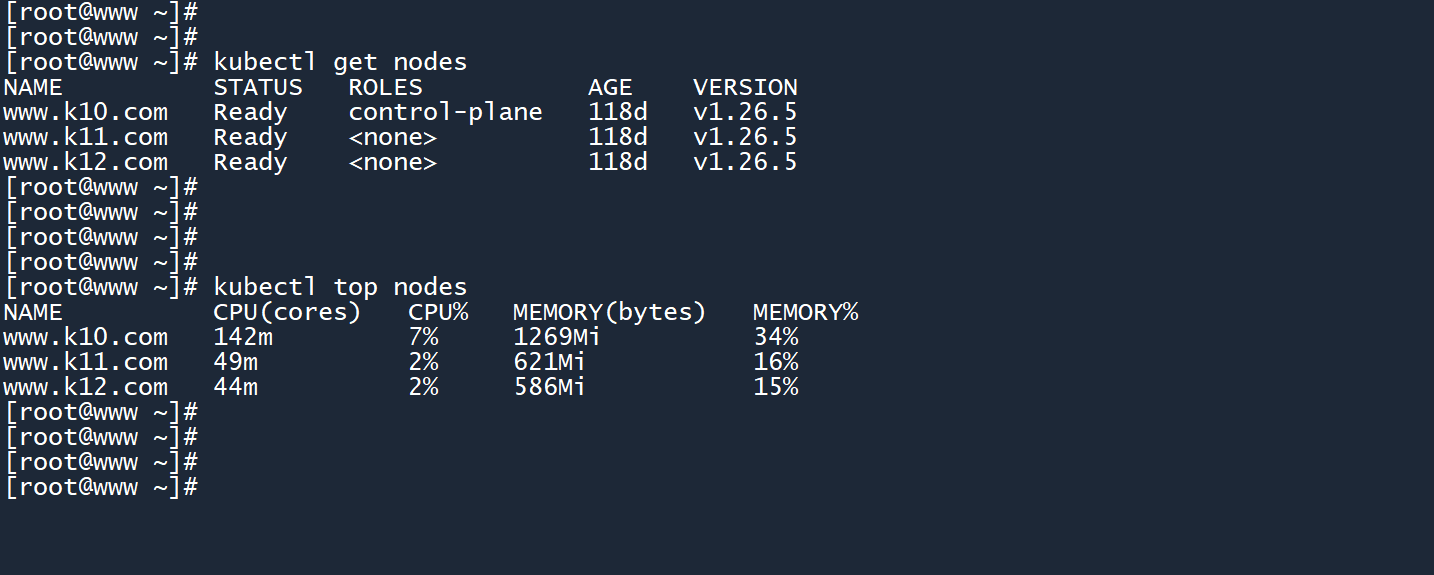 [root@www ~]#
[root@www ~]#
[root@www ~]# kubectl get nodes
NAME           STATUS   ROLES           AGE    VERSION
www.k10.com   Ready    control-plane   118d   v1.26.5
www.k11.com   Ready    <none>          118d   v1.26.5
www.k12.com   Ready    <none>          118d   v1.26.5
[root@www ~]#
[root@www ~]#
[root@www ~]#
[root@www ~]#
[root@www ~]# kubectl top nodes
NAME          CPU(cores)   CPU%   MEMORY(bytes)   MEMORY%
www.k10.com   142m         7%     1269Mi          34%
www.k11.com   49m          2%     621Mi           16%
www.k12.com   44m          2%     586Mi           15%
[root@www ~]#
[root@www ~]#
[root@www ~]#
[root@www ~]#